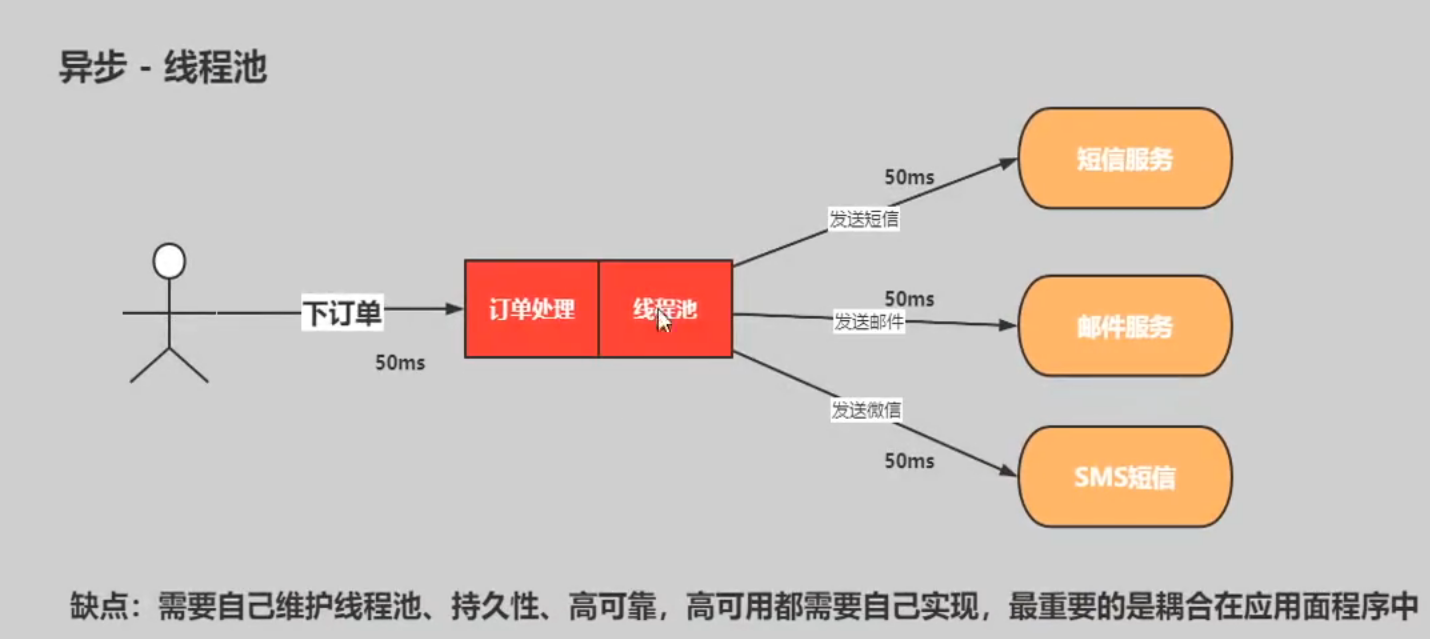 异步 - 线程池
50ms
短信服务
发送短信
下订单
50ms
订单处理
线程池
50ms
发送邮件
邮件服务
发送微信
50ms
SMS短信
缺点：需要自己维护线程池、持久性、高可靠，高可用都需要自己实现，最重要的是耦合在应用面程序中